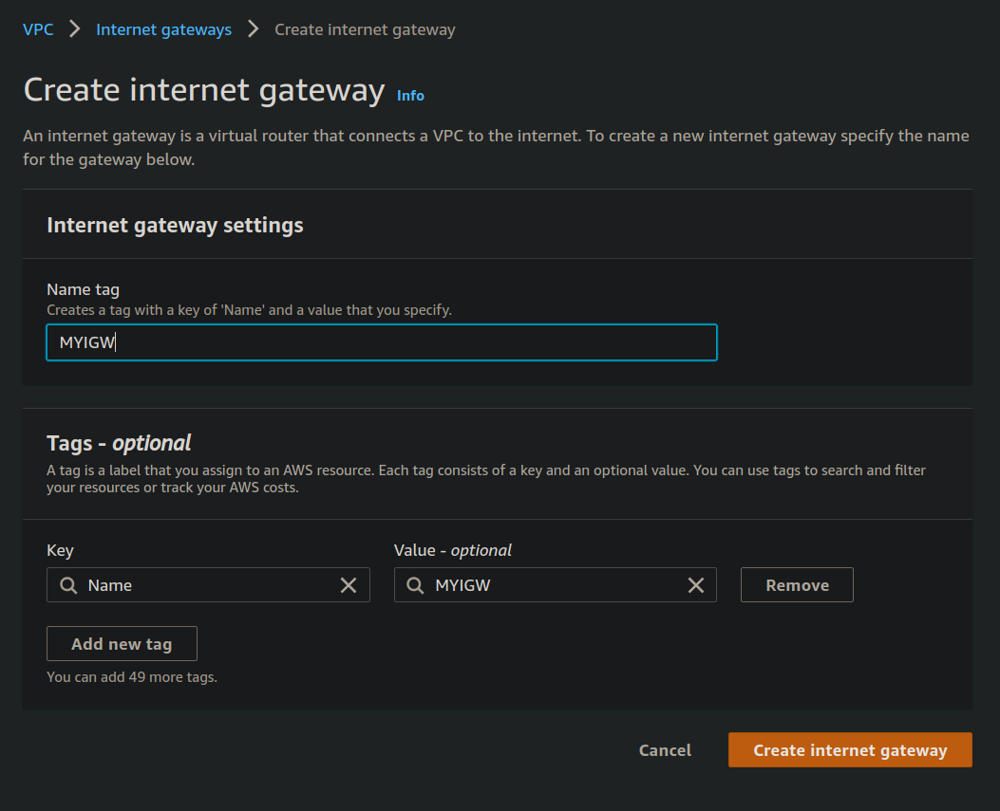 VPC > Internet gateways > Create internet gateway
Create internet gateway Info
An internet gateway is a virtual router that connects a VPC to the internet. To create a new internet gateway specify the name
for the gateway below.
Internet gateway settings
Name tag
Creates a tag with a key of 'Name' and a value that you specify.
MYIGW
Tags - optional
A tag is a label that you assign to an AWS resource. Each tag consists of a key and an optional value. You can use tags to search and filter
your resources or track your AWS costs.
Key Value - optional
Name MYIGW Remove
Add new tag
You can add 49 more tags.
Cancel Create internet gateway